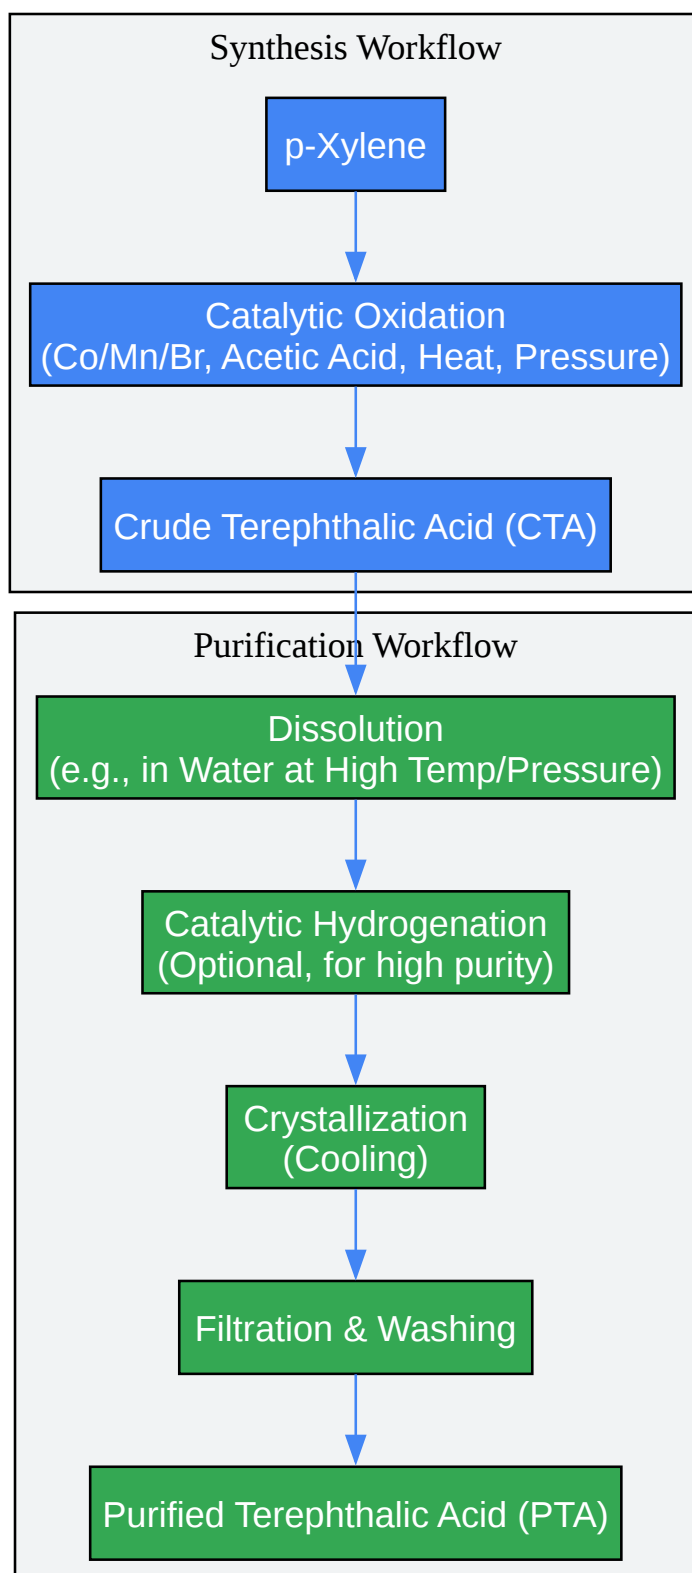 Synthesis Workflow
p-Xylene
Catalytic Oxidation
(Co/Mn/Br, Acetic Acid, Heat, Pressure)
Crude Terephthalic Acid (CTA)
Purification Workflow
Dissolution
(e.g., in Water at High Temp/Pressure)
Catalytic Hydrogenation
(Optional, for high purity)
Crystallization
(Cooling)
Filtration & Washing
Purified Terephthalic Acid (PTA)